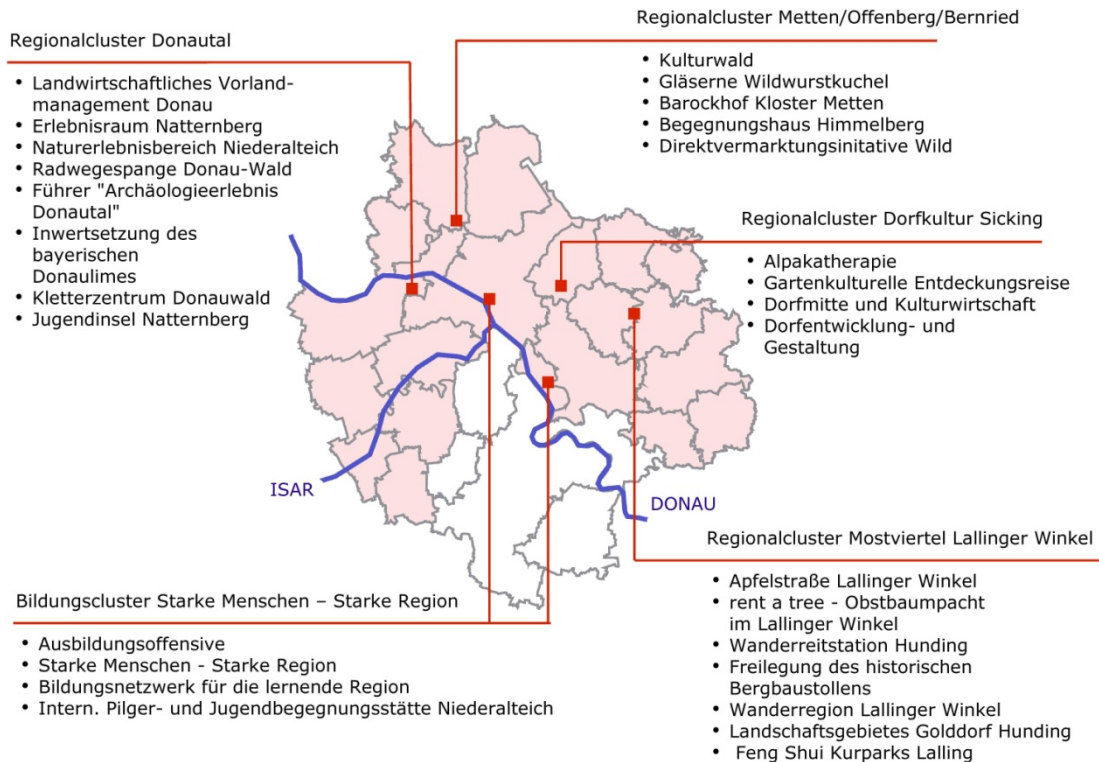 Regionalcluster Donautal
• Landwirtschaftliches Vorland-
management Donau
• Erlebnisraum Natternberg
• Naturerlebnisbereich Niederalteich
• Radwegespange Donau-Wald
• Führer "Archäologieerlebnis
Donautal"
• Inwertsetzung des
bayerischen
Donaulimes
• Kletterzentrum Donauwald
• Jugendinsel Natternberg
Regionalcluster Metten/Offenberg/Bernried
• Kulturwald
• Gläserne Wildwurstkuchel
• Barockhof Kloster Metten
• Begegnungshaus Himmelberg
• Direktvermarktungsinitative Wild
Regionalcluster Dorfkultur Sicking
• Alpakatherapie
• Gartenkulturelle Entdeckungsreise
• Dorfmitte und Kulturwirtschaft
• Dorfentwicklung- und
Gestaltung
ISAR
DONAU
Regionalcluster Mostviertel Lallinger Winkel
• Apfelstraße Lallinger Winkel
• rent a tree - Obstbaumpacht
im Lallinger Winkel
• Wanderreitstation Hunding
• Freilegung des historischen
Bergbaustollens
• Wanderregion Lallinger Winkel
• Landschaftsgebietes Golddorf Hunding
• Feng Shui Kurparks Lalling
Bildungscluster Starke Menschen – Starke Region
• Ausbildungsoffensive
• Starke Menschen - Starke Region
• Bildungsnetzwerk für die lernende Region
• Intern. Pilger- und Jugendbegegnungsstätte Niederalteich